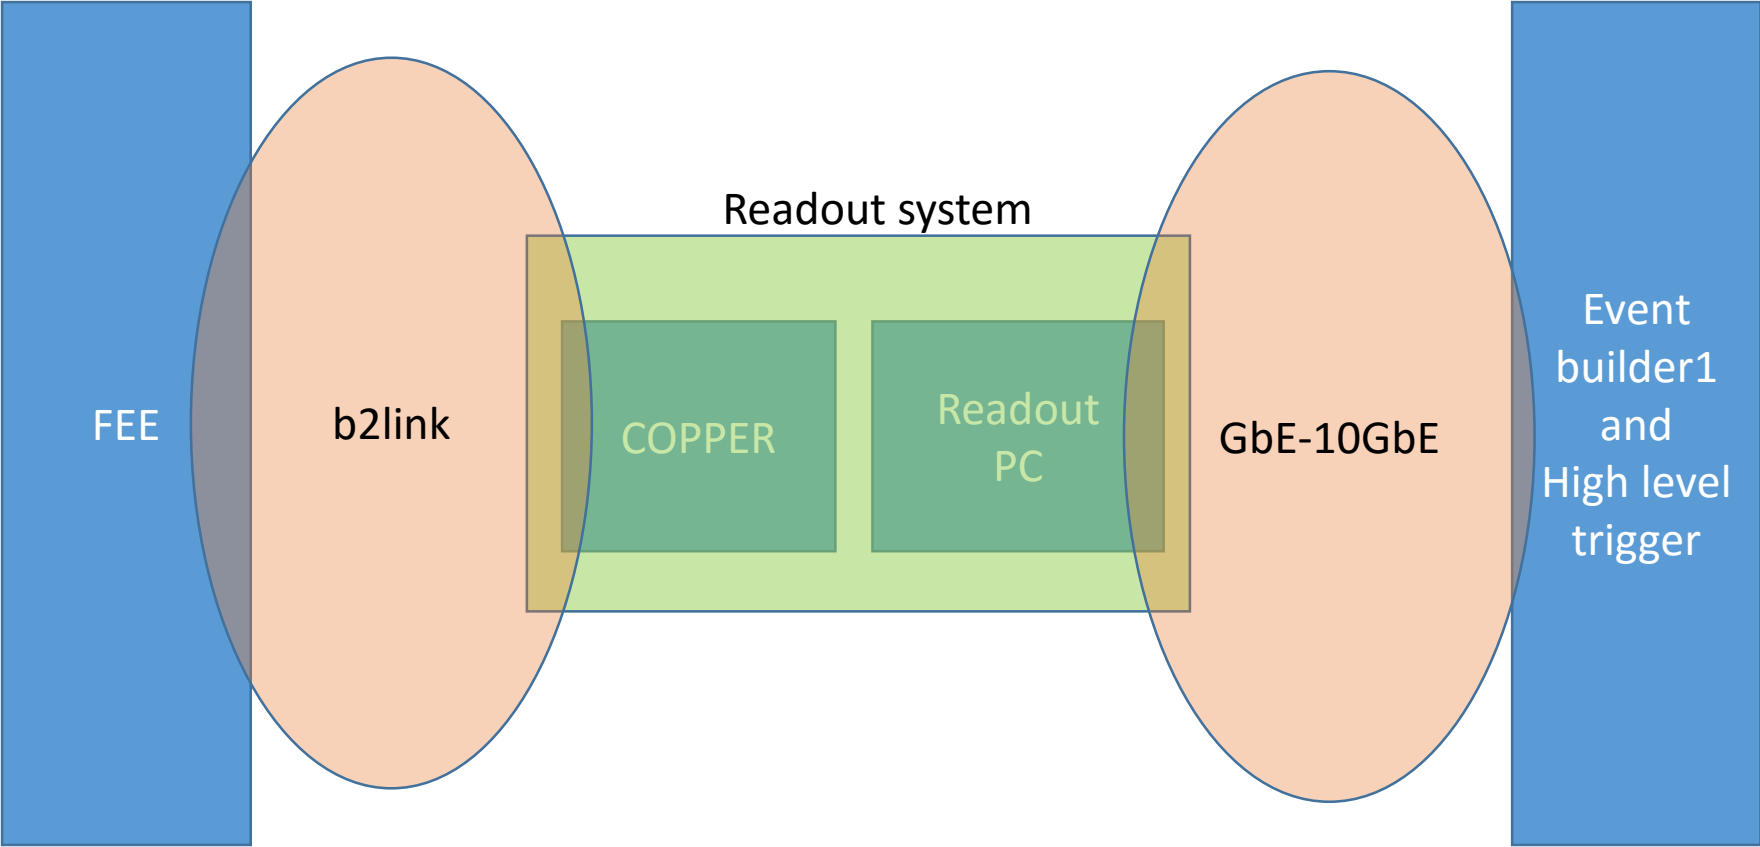 Readout system
FEE
b2link
COPPER
Readout
PC
GbE-10GbE
Event
builder1
and
High level
trigger